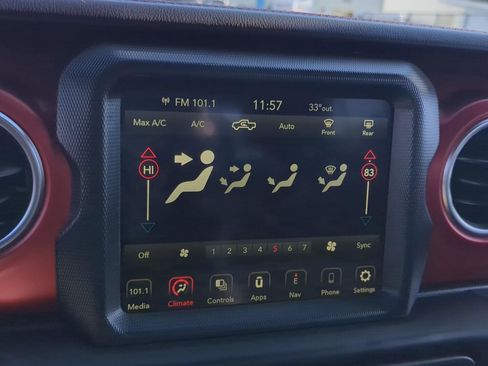 FM 101.1 11:57 33°out.
Max A/C A/C Auto Front Rear
HI 83
Off 1 2 3 4 5 6 7 Sync
101.1 E
Media Climate Controls Apps Nav Phone Settings